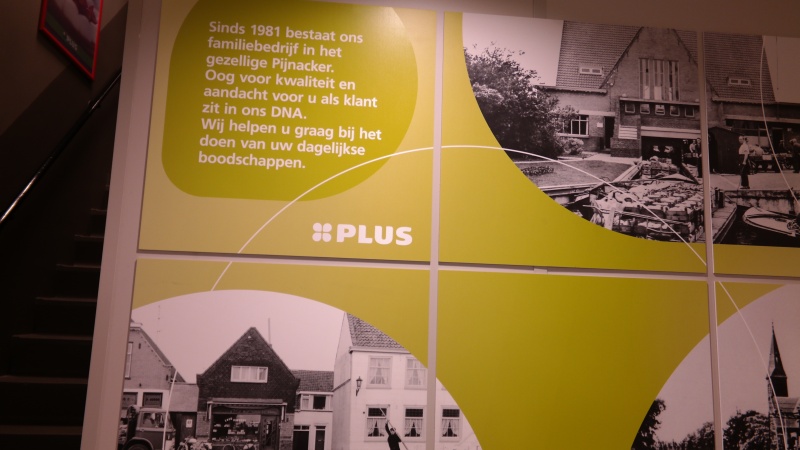 Sinds 1981 bestaat ons
familiebedrijf in het
gezellige Pijnacker.
Oog voor kwaliteit en
aandacht voor u als klant
zit in ons DNA.
Wij helpen u graag bij het
doen van uw dagelijkse
boodschappen.
PLUS